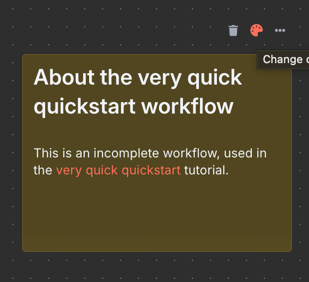 Change
About the very quick
quickstart workflow
This is an incomplete workflow, used in
the very quick quickstart tutorial.